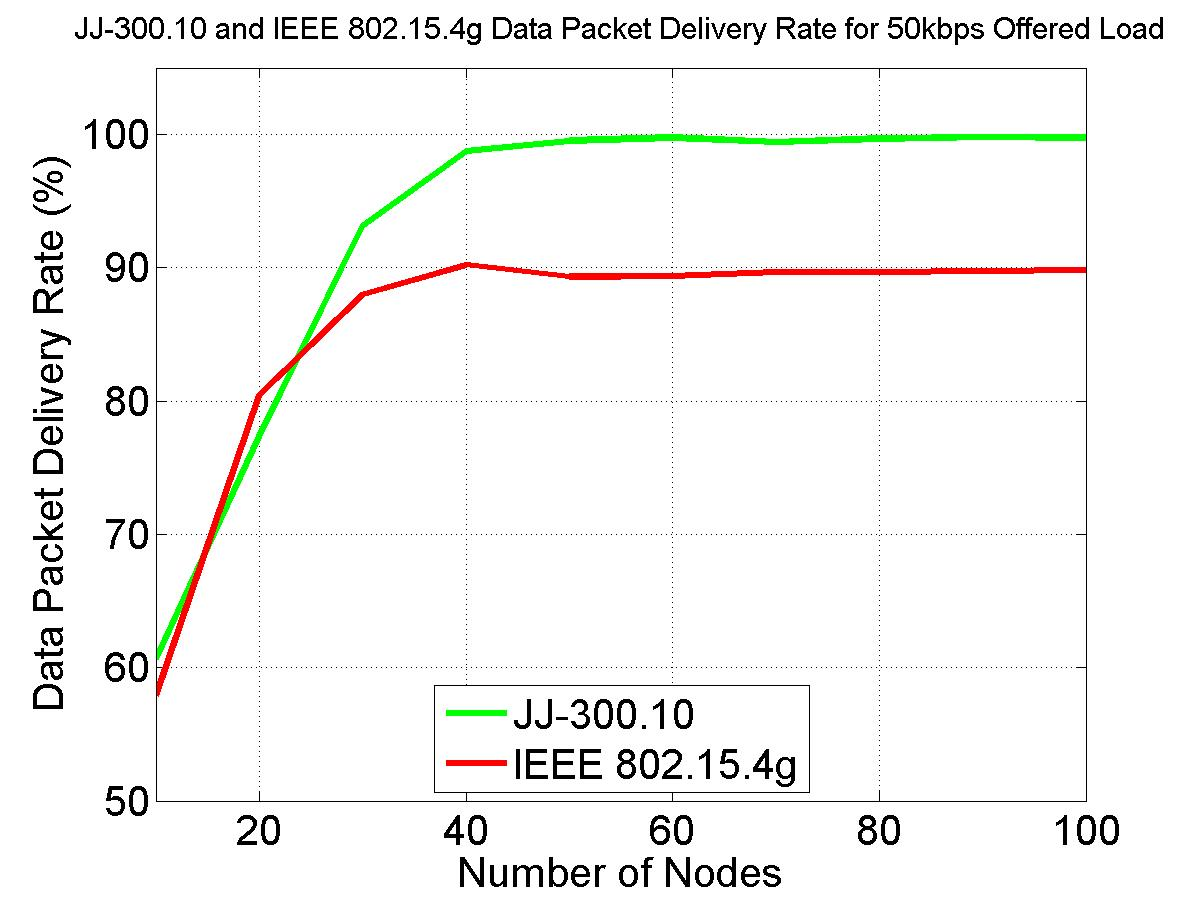 JJ-300.10 and IEEE 802.15.4g Data Packet Delivery Rate for 50kbps Offered Load
Data Packet Delivery Rate (%)
100
90
80
70
60
50
JJ-300.10
IEEE 802.15.4g
20 40 60 80 100
Number of Nodes